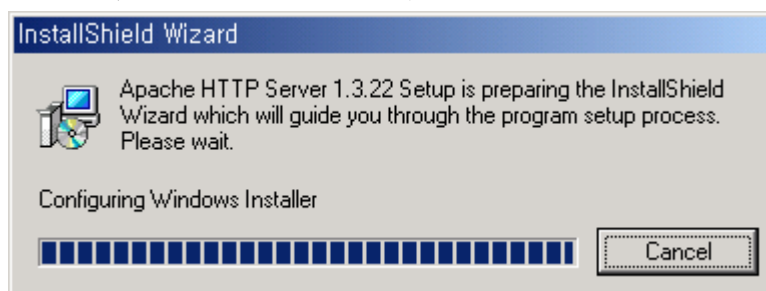 InstallShield Wizard
Apache HTTP Server 1.3.22 Setup is preparing the InstallShield
Wizard which will guide you through the program setup process.
Please wait.
Configuring Windows Installer
Cancel